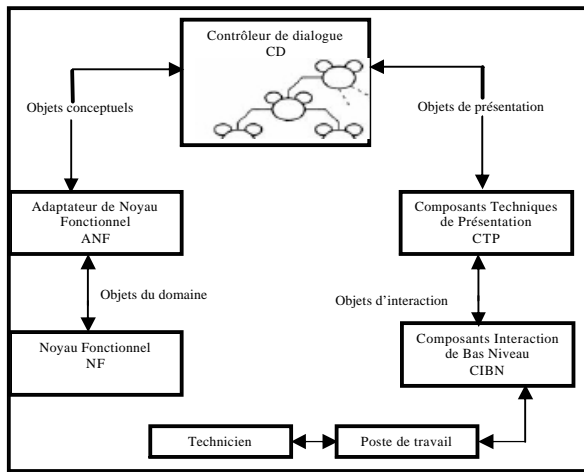 Contrôleur de dialogue
CD
Objets conceptuels
Objets de présentation
Adaptateur de Noyau
Fonctionnel
ANF
Composants Techniques
de Présentation
CTP
Objets du domaine
Objets d'interaction
Noyau Fonctionnel
NF
Composants Interaction
de Bas Niveau
CIBN
Technicien
Poste de travail